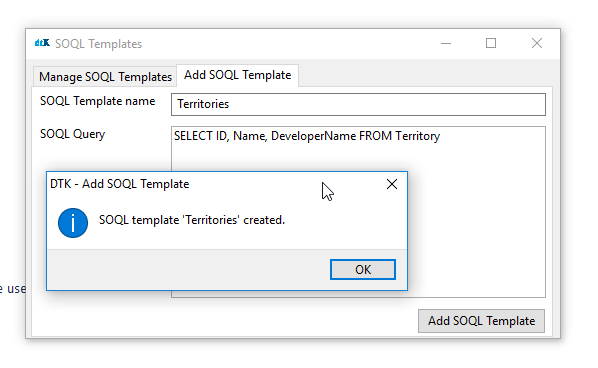 dtK SOQL Templates
Manage SOQL Templates
Add SOQL Template
SOQL Template name
Territories
SOQL Query
SELECT ID, Name, DeveloperName FROM Territory
DTK - Add SOQL Template
i
SOQL template 'Territories' created.
OK
use
Add SOQL Template